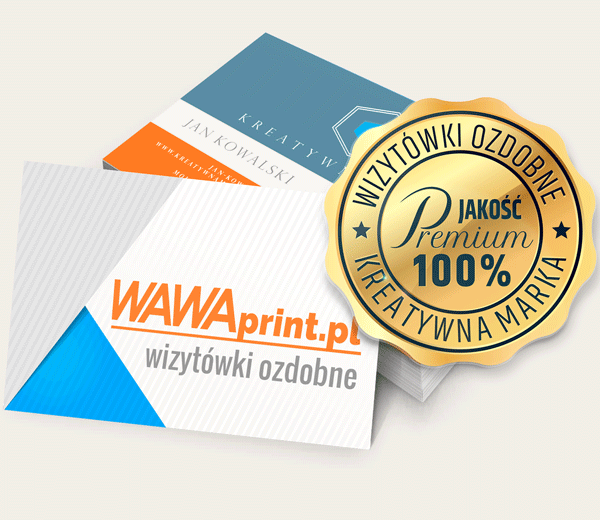 KREATYW
JAN KOWALSKI
WAWAprint.pl
wizytówki ozdobne
WIZYTÓWKI OZDOBNE
JAKOŚĆ
Premium
100%
KREATYWNA MARKA